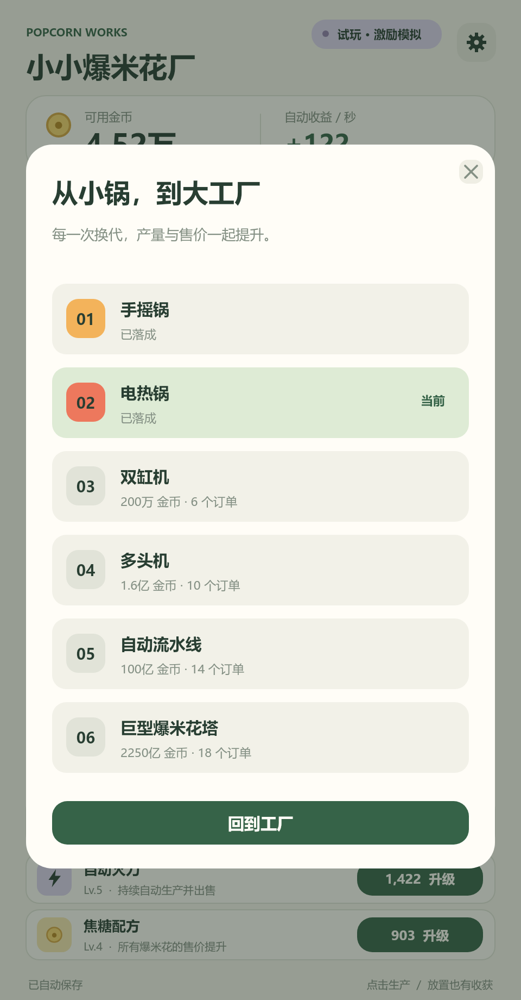 POPCORN WORKS
试玩·激励模拟
小小爆米花厂
可用金币
自动收益 / 秒
4.52万
+122
从小锅，到大工厂
每一次换代，产量与售价一起提升。
01
手摇锅
已落成
02
电热锅
已落成
当前
03
双缸机
200万 金币 · 6 个订单
04
多头机
1.6亿 金币 · 10 个订单
05
自动流水线
100亿 金币 · 14 个订单
06
巨型爆米花塔
2250亿 金币 · 18 个订单
回到工厂
自动火力
Lv.5 · 持续自动生产并出售
1,422 升级
焦糖配方
Lv.4 · 所有爆米花的售价提升
903 升级
已自动保存
点击生产 / 放置也有收获